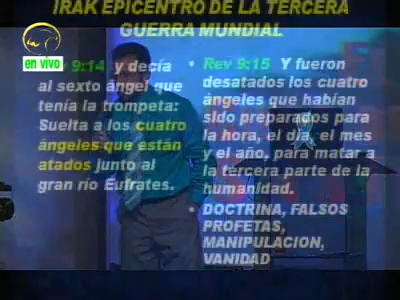 IRAK EPICENTRO DE LA TERCERA
GUERRA MUNDIAL
en vivo
9:14 y decía
al sexto ángel que
tenía la trompeta:
Suelta a los cuatro
ángeles que están
atados junto al
gran río Eufrates.
• Rev 9:15 Y fueron
desatados los cuatro
ángeles que habían
sido preparados para
la hora, el día, el mes
y el año, para matar a
la tercera parte de la
humanidad.
• DOCTRINA, FALSOS
PROFETAS,
MANIPULACION,
VANIDAD